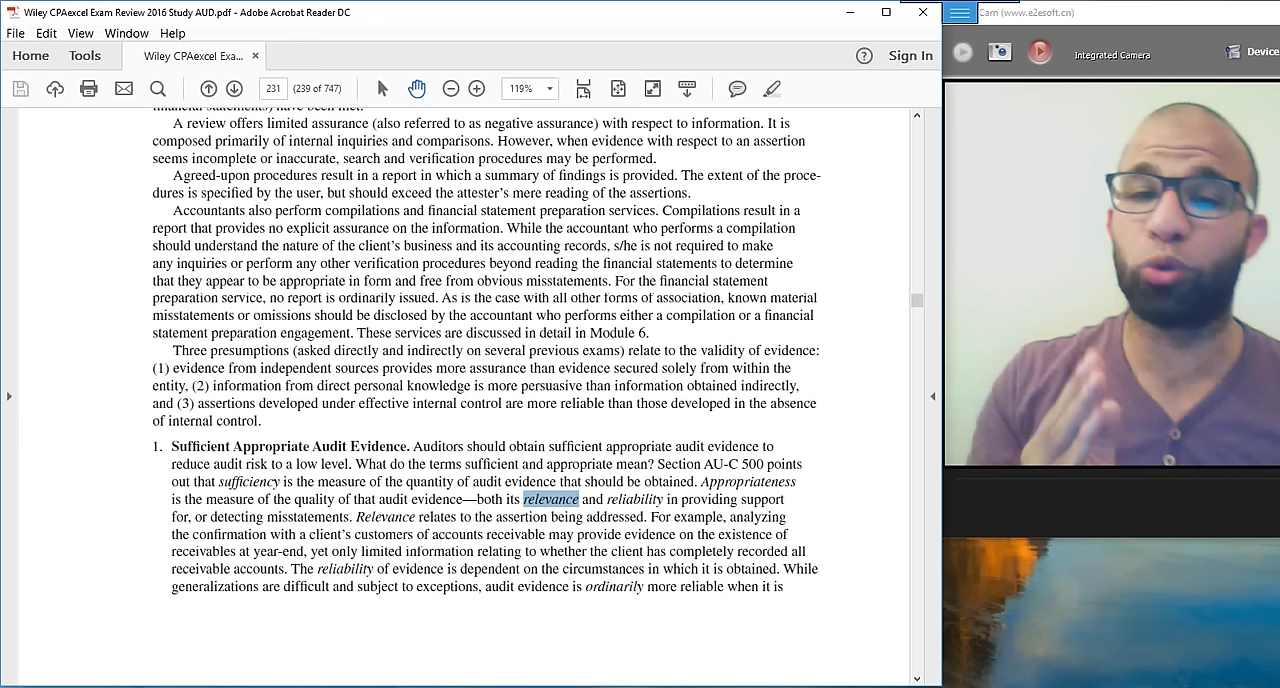 Wiley CPAexcel Exam Review 2016 Study AUD.pdf - Adobe Acrobat Reader DC
Cam (www.e2esoft.cn)
File Edit View Window Help
Home Tools Wiley CPAexcel Exa... × Sign In
Integrated Camera Device
231 (239 of 747) 119%
financial statements) have been met.
A review offers limited assurance (also referred to as negative assurance) with respect to information. It is
composed primarily of internal inquiries and comparisons. However, when evidence with respect to an assertion
seems incomplete or inaccurate, search and verification procedures may be performed.
Agreed-upon procedures result in a report in which a summary of findings is provided. The extent of the proce-
dures is specified by the user, but should exceed the attester’s mere reading of the assertions.
Accountants also perform compilations and financial statement preparation services. Compilations result in a
report that provides no explicit assurance on the information. While the accountant who performs a compilation
should understand the nature of the client’s business and its accounting records, s/he is not required to make
any inquiries or perform any other verification procedures beyond reading the financial statements to determine
that they appear to be appropriate in form and free from obvious misstatements. For the financial statement
preparation service, no report is ordinarily issued. As is the case with all other forms of association, known material
misstatements or omissions should be disclosed by the accountant who performs either a compilation or a financial
statement preparation engagement. These services are discussed in detail in Module 6.
Three presumptions (asked directly and indirectly on several previous exams) relate to the validity of evidence:
(1) evidence from independent sources provides more assurance than evidence secured solely from within the
entity, (2) information from direct personal knowledge is more persuasive than information obtained indirectly,
and (3) assertions developed under effective internal control are more reliable than those developed in the absence
of internal control.
1. Sufficient Appropriate Audit Evidence. Auditors should obtain sufficient appropriate audit evidence to
reduce audit risk to a low level. What do the terms sufficient and appropriate mean? Section AU-C 500 points
out that sufficiency is the measure of the quantity of audit evidence that should be obtained. Appropriateness
is the measure of the quality of that audit evidence—both its relevance and reliability in providing support
for, or detecting misstatements. Relevance relates to the assertion being addressed. For example, analyzing
the confirmation with a client’s customers of accounts receivable may provide evidence on the existence of
receivables at year-end, yet only limited information relating to whether the client has completely recorded all
receivable accounts. The reliability of evidence is dependent on the circumstances in which it is obtained. While
generalizations are difficult and subject to exceptions, audit evidence is ordinarily more reliable when it is